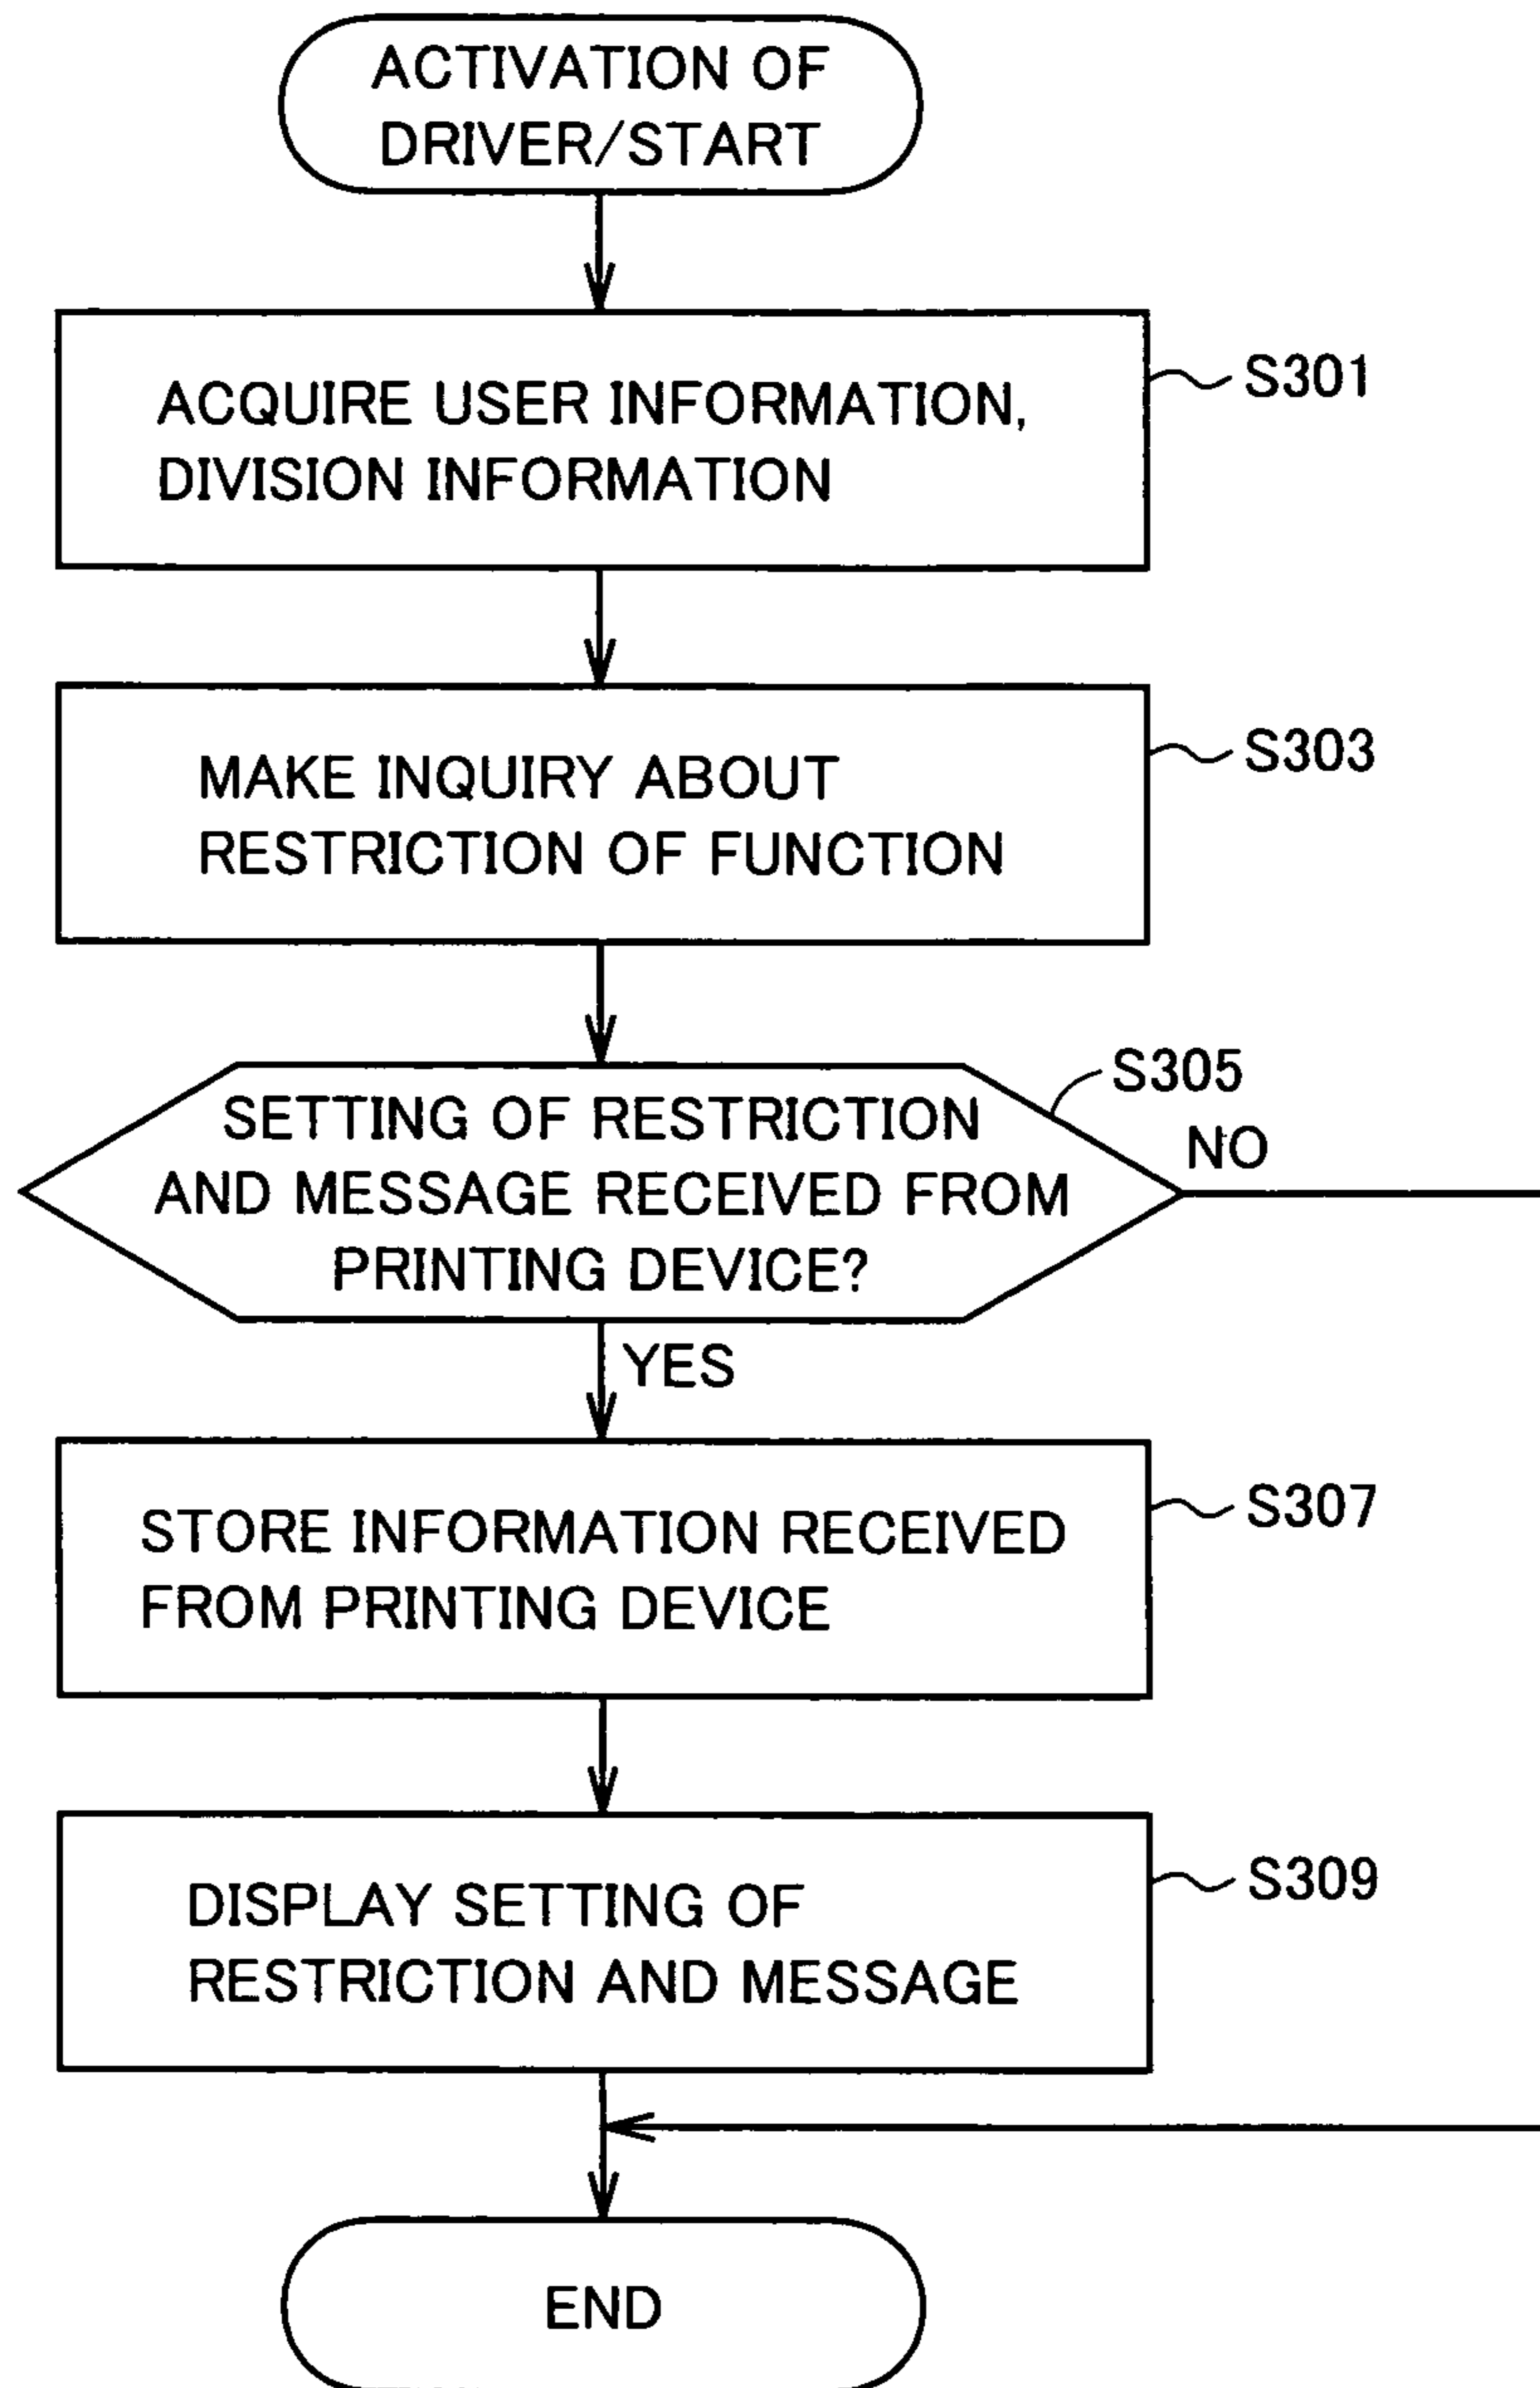 ACTIVATION OF
DRIVER/START
ACQUIRE USER INFORMATION,
DIVISION INFORMATION
S301
MAKE INQUIRY ABOUT
RESTRICTION OF FUNCTION
S303
S305
SETTING OF RESTRICTION
AND MESSAGE RECEIVED FROM
PRINTING DEVICE?
NO
YES
STORE INFORMATION RECEIVED
FROM PRINTING DEVICE
S307
DISPLAY SETTING OF
RESTRICTION AND MESSAGE
S309
END